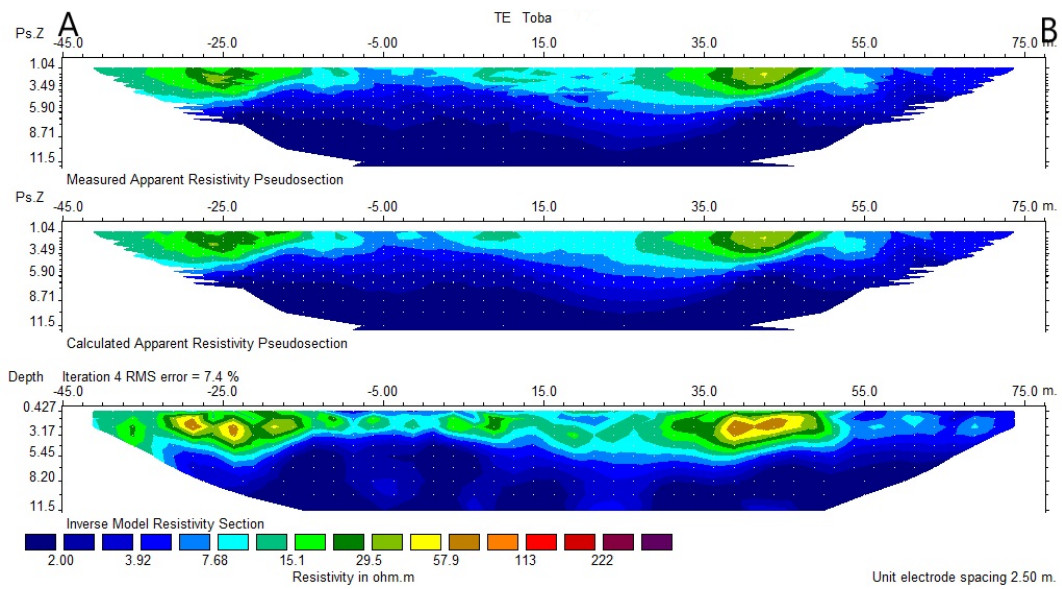 A TE Toba B
Ps.Z -45.0 -25.0 -5.00 15.0 35.0 55.0 75.0 m.
1.04
3.49
5.90
8.71
11.5
Measured Apparent Resistivity Pseudosection
Ps.Z -45.0 -25.0 -5.00 15.0 35.0 55.0 75.0 m.
1.04
3.49
5.90
8.71
11.5
Calculated Apparent Resistivity Pseudosection
Depth Iteration 4 RMS error = 7.4 %
-45.0 -25.0 -5.00 15.0 35.0 55.0 75.0 m.
0.427
3.17
5.45
8.20
11.5
Inverse Model Resistivity Section
2.00 3.92 7.68 15.1 29.5 57.9 113 222
Resistivity in ohm.m Unit electrode spacing 2.50 m.